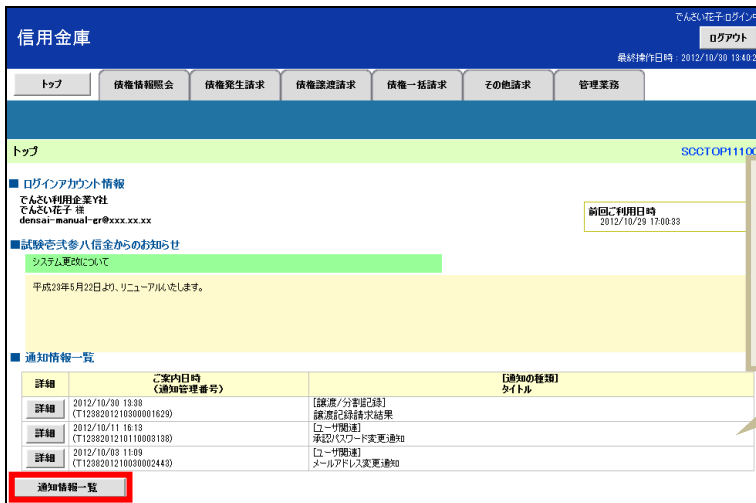 でんさい花子:ログイン中
信用金庫
ログアウト
最終操作日時：2012/10/30 13:40:2
トップ 債権情報照会 債権発生請求 債権譲渡請求 債権一括請求 その他請求 管理業務
トップ SCCTOP11100
■ ログインアカウント情報
でんさい利用企業Y社
でんさい花子 様
densai-manual-gr@xxx.xx.xx
前回ご利用日時
2012/10/29 17:00:33
■試験壱弐参八信金からのお知らせ
システム更改について
平成23年5月22日より、リニューアルいたします。
■ 通知情報一覧
詳細 ご案内日時 （通知管理番号） [通知の種類] タイトル
詳細 2012/10/30 13:38 [譲渡/分割記録]
(T1238201210300001629) 譲渡記録請求結果
詳細 2012/10/11 16:13 [ユーザ関連]
(T1238201210110003138) 承認パスワード変更通知
詳細 2012/10/03 11:09 [ユーザ関連]
(T1238201210030002443) メールアドレス変更通知
通知情報一覧